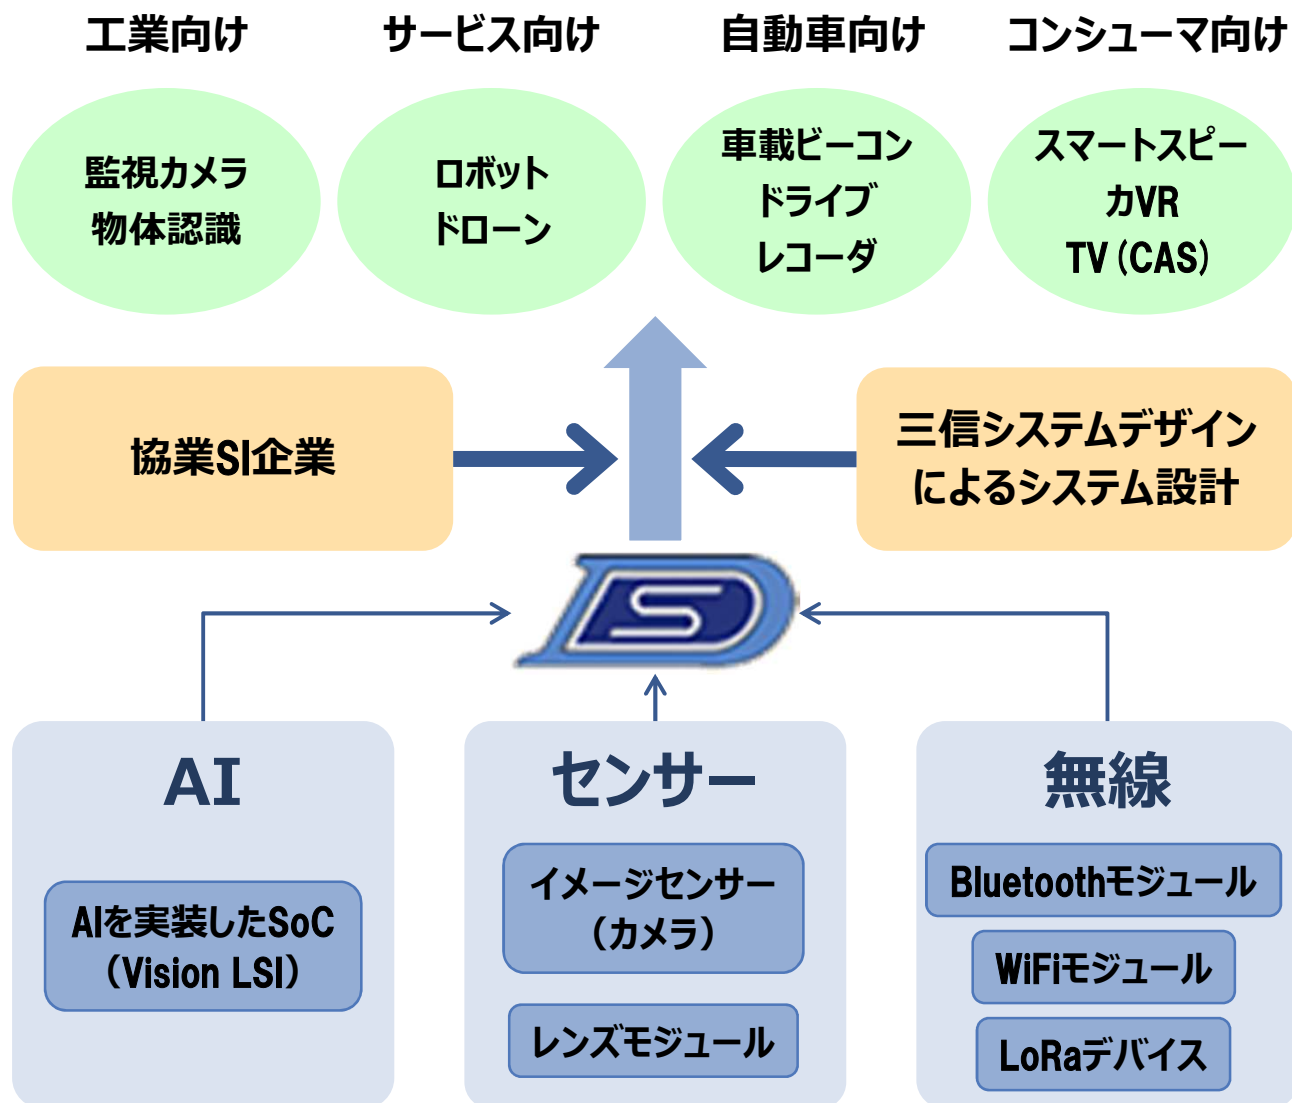 工業向け
サービス向け
自動車向け
コンシューマ向け
監視カメラ
物体認識
ロボット
ドローン
車載ビーコン
ドライブ
レコーダ
スマートスピー
カVR
TV(CAS)
協業SI企業
三信システムデザイン
によるシステム設計
SD
AI
AIを実装したSoC
(Vision LSI)
センサー
イメージセンサー
(カメラ)
レンズモジュール
無線
Bluetoothモジュール
WiFiモジュール
LoRaデバイス